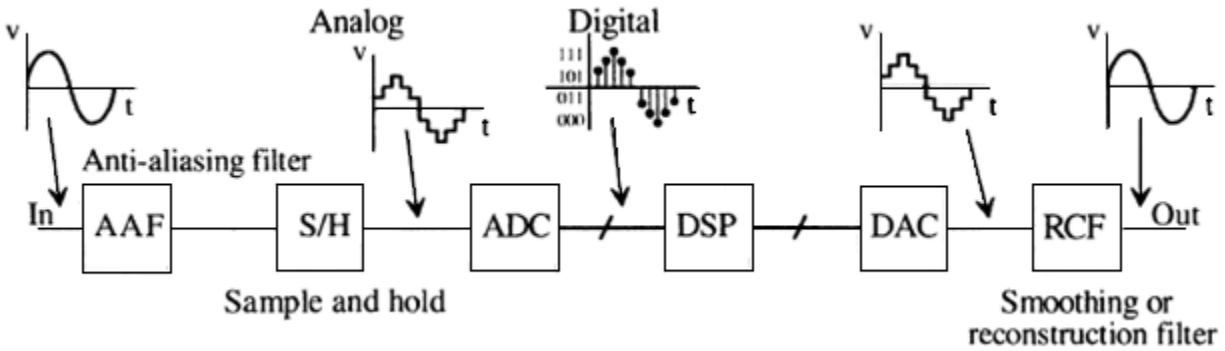 Analog
Digital
v
t
v
t
111
101
011
000
t
v
t
v
t
Anti-aliasing filter
In
AAF
S/H
ADC
DSP
DAC
RCF
Out
Sample and hold
Smoothing or
reconstruction filter